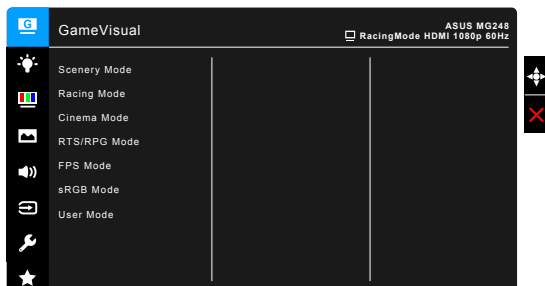 G
GameVisual
ASUS MG248
RacingMode HDMI 1080p 60Hz
Scenery Mode
Racing Mode
Cinema Mode
RTS/RPG Mode
FPS Mode
sRGB Mode
User Mode